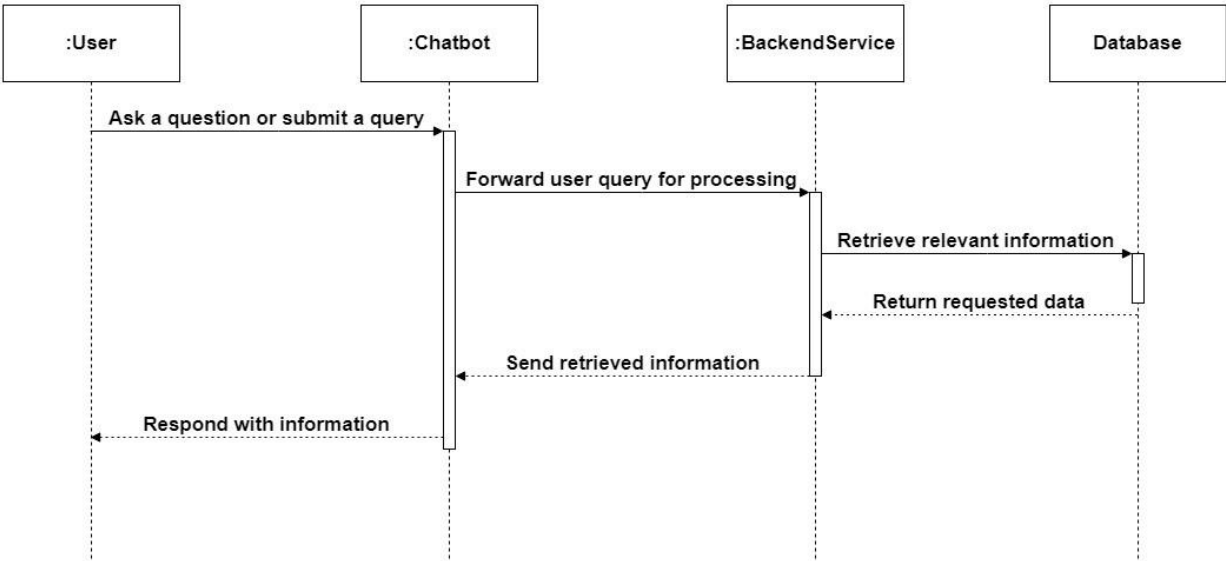 :User
:Chatbot
:BackendService
Database
Ask a question or submit a query
Forward user query for processing
Retrieve relevant information
Return requested data
Send retrieved information
Respond with information